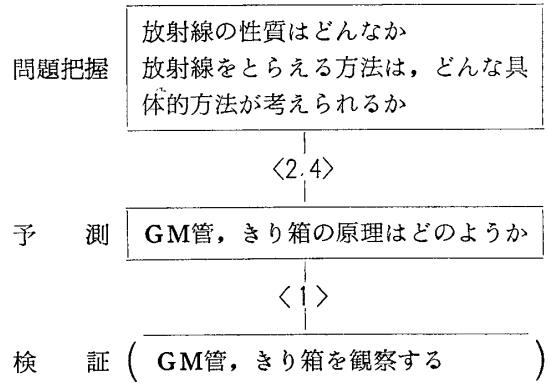 放射線の性質はどんなか
問題把握 放射線をとらえる方法は，どんな具
体的方法が考えられるか
〈2.4〉
予　測 GM管，きり箱の原理はどのようか
〈1〉
検　証 ( GM管，きり箱を観察する )